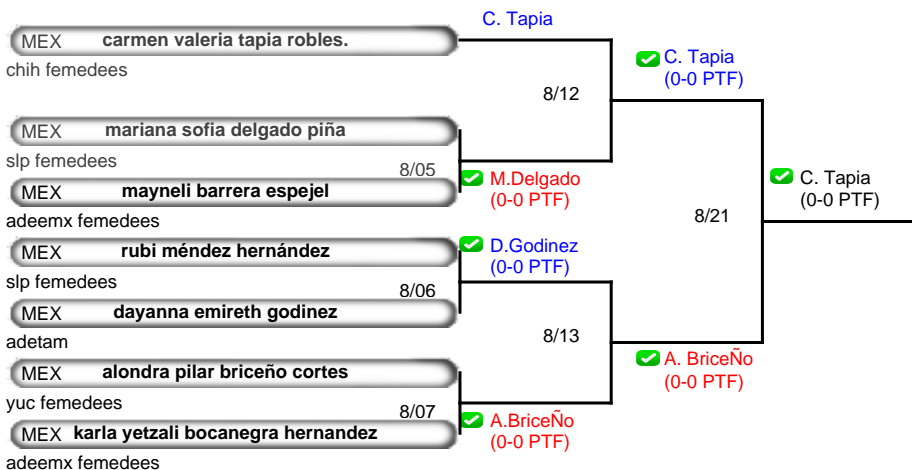 C. Tapia
MEX carmen valeria tapia robles.
chih femedees
C. Tapia
(0-0 PTF)
8/12
MEX mariana sofia delgado piña
slp femedees
8/05
M.Delgado
(0-0 PTF)
MEX mayneli barrera espejel
adeemx femedees
C. Tapia
(0-0 PTF)
8/21
MEX rubi méndez hernández
slp femedees
D.Godinez
(0-0 PTF)
8/06
MEX dayanna emireth godinez
adetam
8/13
MEX alondra pilar briceño cortes
yuc femedees
A. BriceÑo
(0-0 PTF)
8/07
A.BriceÑo
(0-0 PTF)
MEX karla yetzali bocanegra hernandez
adeemx femedees